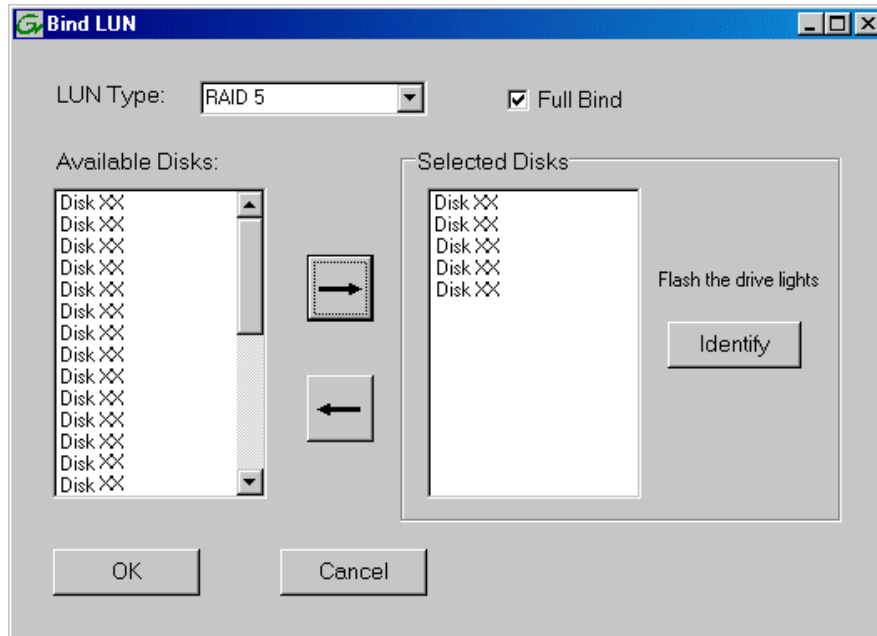 Bind LUN
LUN Type: RAID 5 Full Bind
Available Disks:
Disk XX
Disk XX
Disk XX
Disk XX
Disk XX
Disk XX
Disk XX
Disk XX
Disk XX
Disk XX
Disk XX
Disk XX
Disk XX
Disk XX
Selected Disks
Disk XX
Disk XX
Disk XX
Disk XX
Disk XX
Flash the drive lights
Identify
OK Cancel